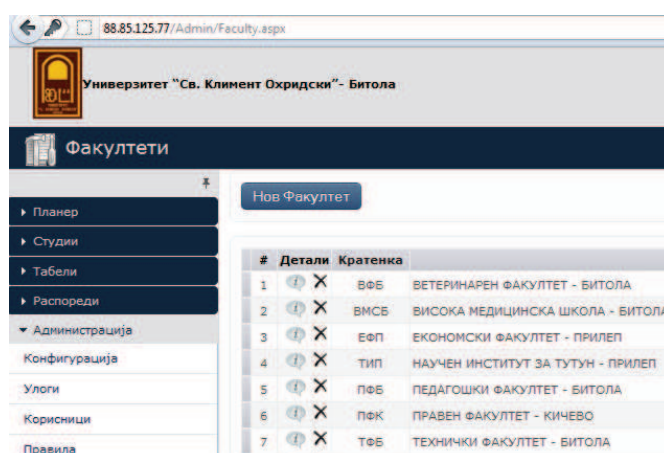 88.85.125.77/Admin/Faculty.aspx
Универзитет "Св. Климент Охридски"- Битола
Факултети
Планер
Студии
Табели
Распореди
Администрација
Конфигурација
Улоги
Корисници
Правила
Нов Факултет
# Детали Кратенка
1 ВФБ ВЕТЕРИНАРЕН ФАКУЛТЕТ - БИТОЛА
2 ВМСБ ВИСОКА МЕДИЦИНСКА ШКОЛА - БИТОЛА
3 ЕФП ЕКОНОМСКИ ФАКУЛТЕТ - ПРИЛЕП
4 ТИП НАУЧЕН ИНСТИТУТ ЗА ТУТУН - ПРИЛЕП
5 ПФБ ПЕДАГОШКИ ФАКУЛТЕТ - БИТОЛА
6 ПФК ПРАВЕН ФАКУЛТЕТ - КИЧЕВО
7 ТФБ ТЕХНИЧКИ ФАКУЛТЕТ - БИТОЛА